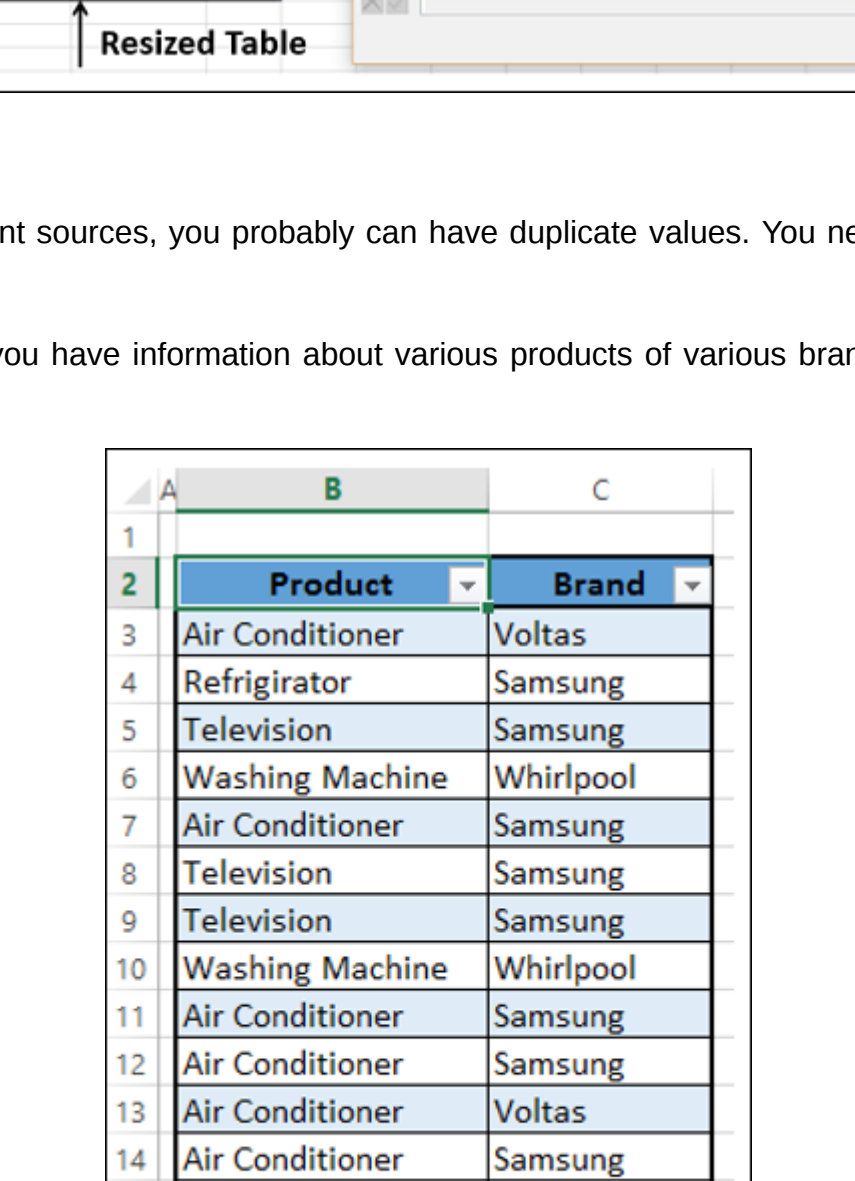 Resized Table
nt sources, you probably can have duplicate values. You ne
you have information about various products of various bran
A B C
1
2 Product Brand
3 Air Conditioner Voltas
4 Refrigirator Samsung
5 Television Samsung
6 Washing Machine Whirlpool
7 Air Conditioner Samsung
8 Television Samsung
9 Television Samsung
10 Washing Machine Whirlpool
11 Air Conditioner Samsung
12 Air Conditioner Samsung
13 Air Conditioner Voltas
14 Air Conditioner Samsung